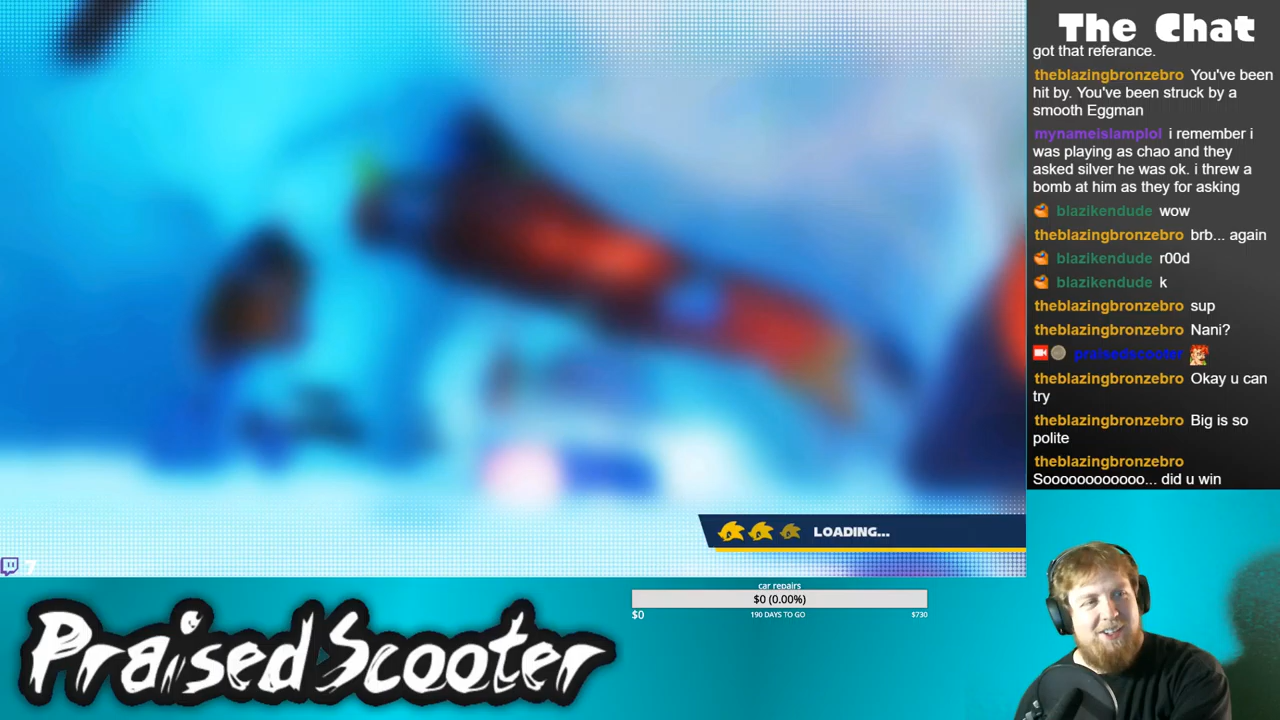 The Chat
got that referance.
theblazingbronzebro You've been
hit by. You've been struck by a
smooth Eggman
mynameislamplol i remember i
was playing as chao and they
asked silver he was ok. i threw a
bomb at him as they for asking
blazikendude wow
theblazingbronzebro brb... again
blazikendude r00d
blazikendude k
theblazingbronzebro sup
theblazingbronzebro Nani?
praisedscooter
theblazingbronzebro Okay u can
try
theblazingbronzebro Big is so
polite
theblazingbronzebro
Soooooooooooo... did u win
LOADING...
7
car repairs
$0 (0.00%)
$0 190 DAYS TO GO $730
PraisedScooter